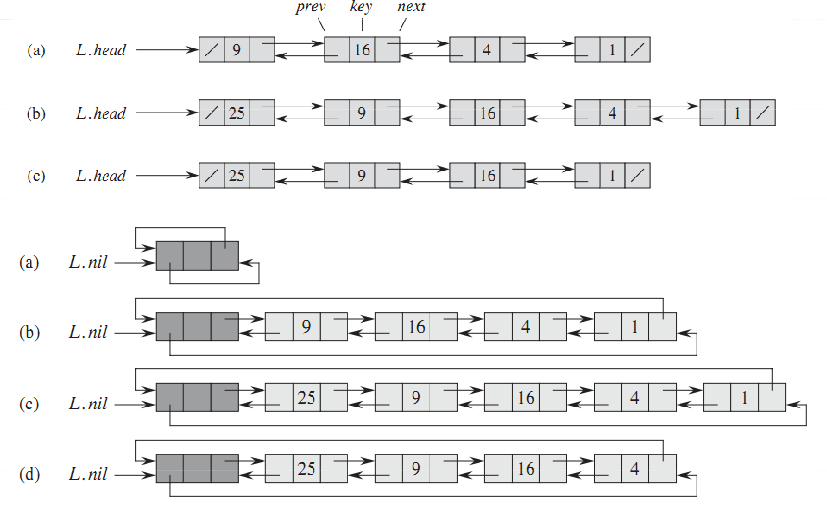 prev key next
(a) L.head / 9 16 4 1 /
(b) L.head / 25 9 16 4 1 /
(c) L.head / 25 9 16 1 /
(a) L.nil
(b) L.nil 9 16 4 1
(c) L.nil 25 9 16 4 1
(d) L.nil 25 9 16 4